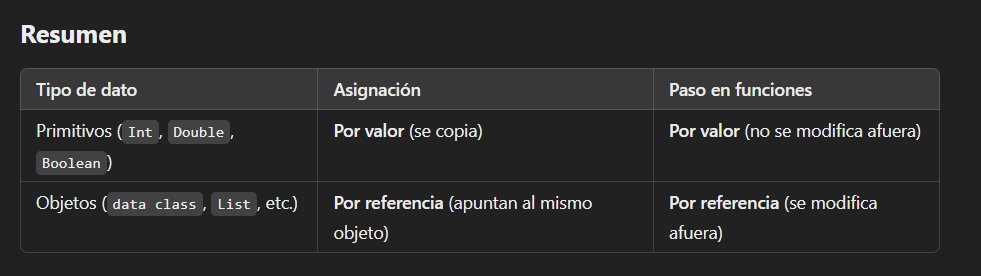 Resumen
Tipo de dato Asignación Paso en funciones
Primitivos (Int, Double, Por valor (se copia) Por valor (no se modifica afuera)
Boolean)
Objetos (data class, List, etc.) Por referencia (apuntan al mismo Por referencia (se modifica
objeto) afuera)